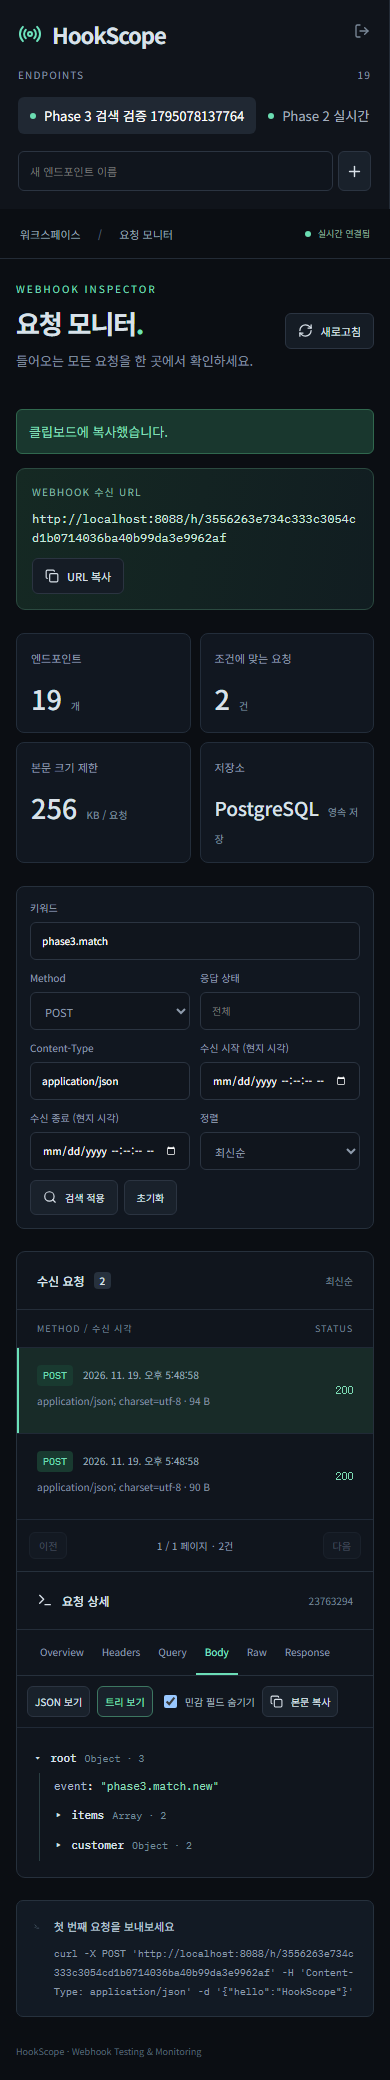 HookScope
ENDPOINTS 19
Phase 3 검색 검증 1795078137764 Phase 2 실시간
새 엔드포인트 이름
워크스페이스 / 요청 모니터 실시간 연결됨
WEBHOOK INSPECTOR
요청 모니터.
새로고침
들어오는 모든 요청을 한 곳에서 확인하세요.
클립보드에 복사했습니다.
WEBHOOK 수신 URL
http://localhost:8088/h/3556263e734c333c3054c
d1b0714036ba40b99da3e9962af
URL 복사
엔드포인트 조건에 맞는 요청
19 개 2 건
본문 크기 제한 저장소
256 KB / 요청 PostgreSQL 영속 저
장
키워드
phase3.match
Method 응답 상태
POST 전체
Content-Type 수신 시작 (현지 시각)
application/json mm/dd/yyyy --:--:-- --
수신 종료 (현지 시각) 정렬
mm/dd/yyyy --:--:-- -- 최신순
검색 적용 초기화
수신 요청 2 최신순
METHOD / 수신 시각 STATUS
POST 2026. 11. 19. 오후 5:48:58
200
application/json; charset=utf-8 · 94 B
POST 2026. 11. 19. 오후 5:48:58
200
application/json; charset=utf-8 · 90 B
이전 1 / 1 페이지 · 2건 다음
요청 상세 23763294
Overview Headers Query Body Raw Response
JSON 보기 트리 보기 민감 필드 숨기기 본문 복사
root Object · 3
event: "phase3.match.new"
items Array · 2
customer Object · 2
첫 번째 요청을 보내보세요
curl -X POST 'http://localhost:8088/h/3556263e734c
333c3054cd1b0714036ba40b99da3e9962af' -H 'Content-
Type: application/json' -d '{"hello":"HookScope"}'
HookScope · Webhook Testing & Monitoring